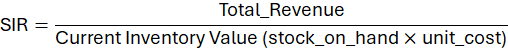 SIR = Total_Revenue / Current Inventory Value (stock_on_hand × unit_cost)